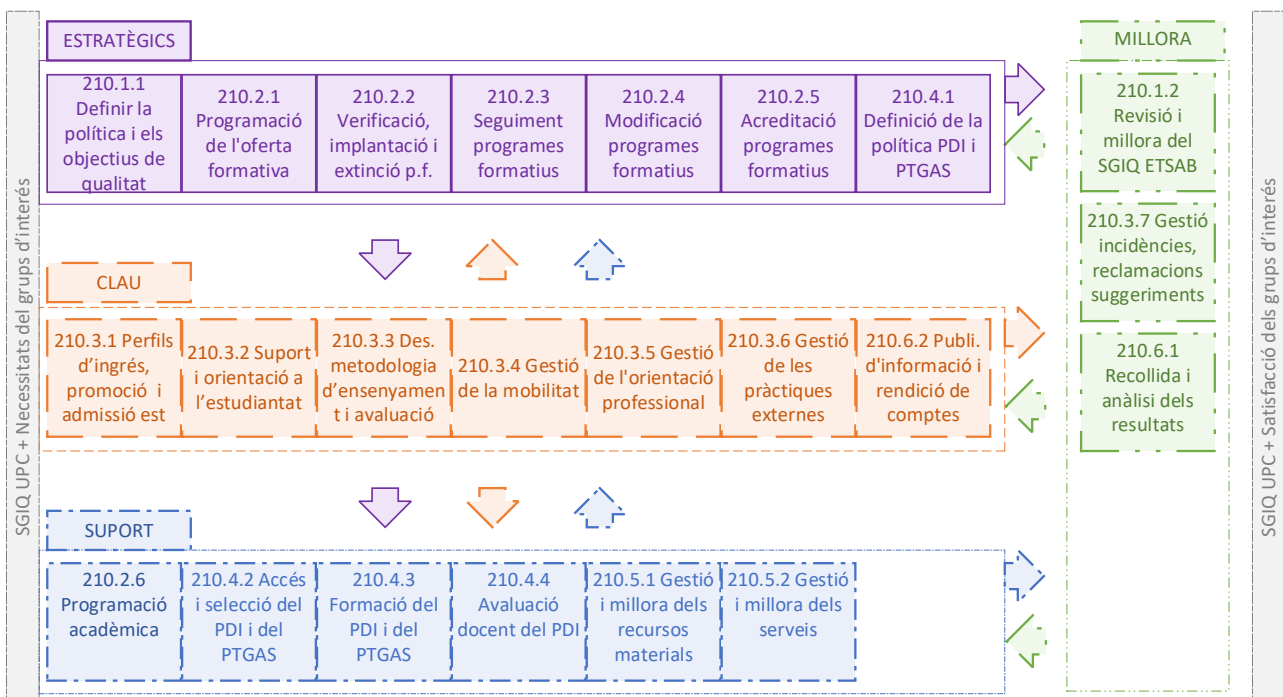 SGIQ UPC + Necessitats del grups d'interés
ESTRATÈGICS
210.1.1
Definir la
política i els
objectius de
qualitat
210.2.1
Programació
de l'oferta
formativa
210.2.2
Verificació,
implantació i
extinció p.f.
210.2.3
Seguiment
programes
formatius
210.2.4
Modificació
programes
formatius
210.2.5
Acreditació
programes
formatius
210.4.1
Definició de la
política PDI i
PTGAS
CLAU
210.3.1 Perfils
d’ingrés,
promoció i
admissió est
210.3.2 Suport
i orientació a
l’estudiantat
210.3.3 Des.
metodologia
d’ensenyamen
t i avaluació
210.3.4 Gestió
de la mobilitat
210.3.5 Gestió
de l'orientació
professional
210.3.6 Gestió
de les
pràctiques
externes
210.6.2 Publi.
d'informació i
rendició de
comptes
SUPORT
210.2.6
Programació
acadèmica
210.4.2 Accés
i selecció del
PDI i del
PTGAS
210.4.3
Formació del
PDI i del
PTGAS
210.4.4
Avaluació
docent del PDI
210.5.1 Gestió
i millora dels
recursos
materials
210.5.2 Gestió
i millora dels
serveis
MILLORA
210.1.2
Revisió i
millora del
SGIQ ETSAB
210.3.7 Gestió
incidències,
reclamacions
suggeriments
210.6.1
Recollida i
anàlisi dels
resultats
SGIQ UPC + Satisfacció dels grups d’interés